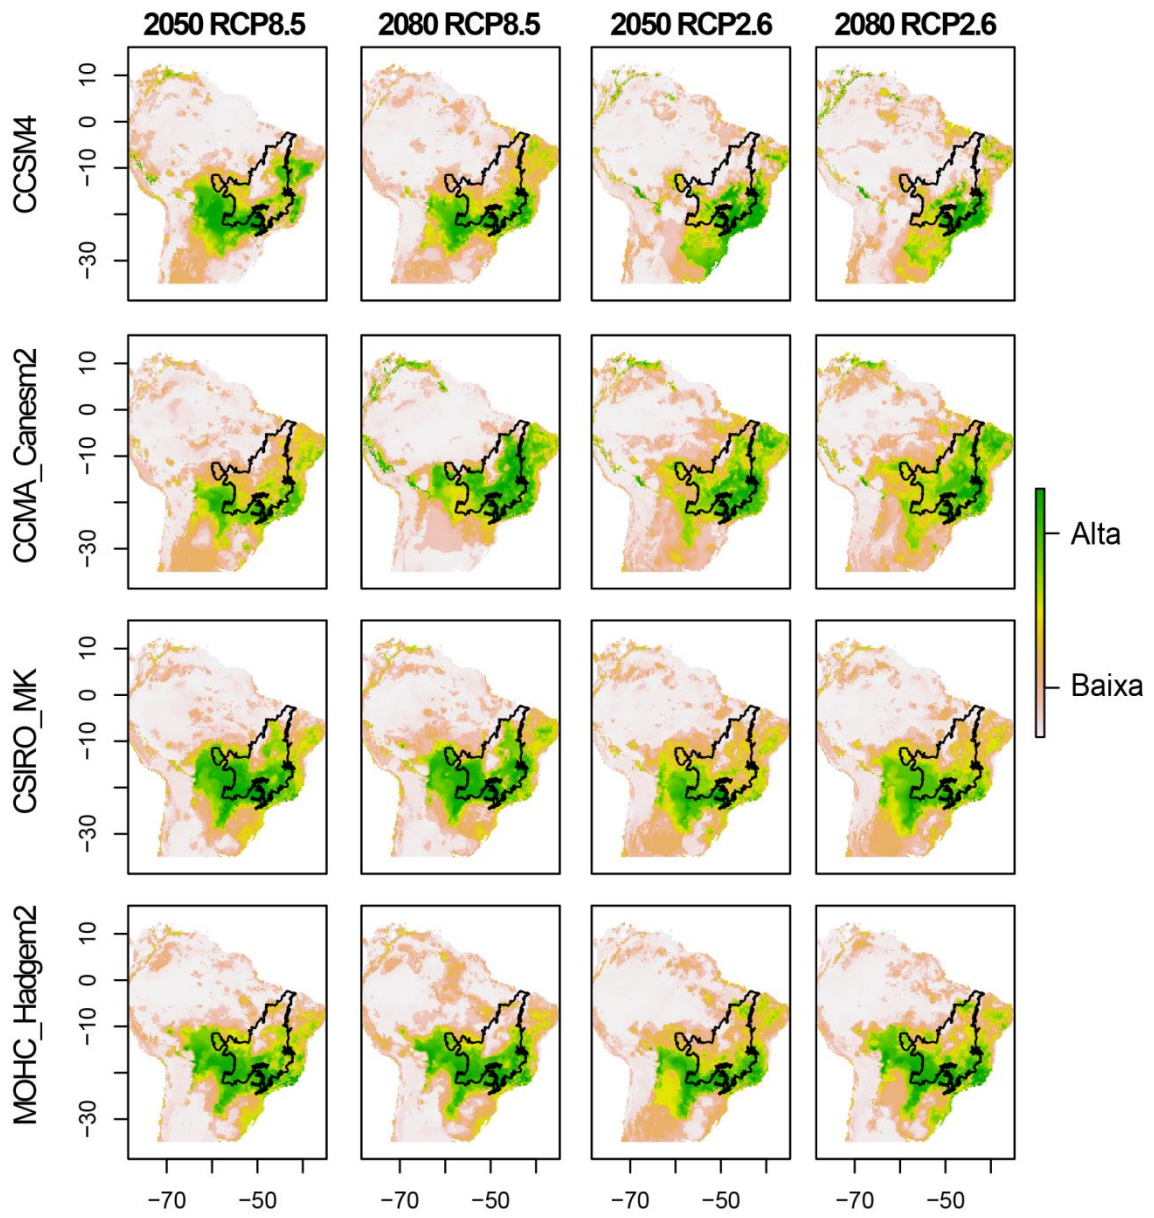 2050 RCP8.5 2080 RCP8.5 2050 RCP2.6 2080 RCP2.6
CCSM4
10
0
−10
−30
CCMA_Canesm2
10
0
−10
−30
Alta
Baixa
CSIRO_MK
10
0
−10
−30
MOHC_Hadgem2
10
0
−10
−30
−70 −50 −70 −50 −70 −50 −70 −50